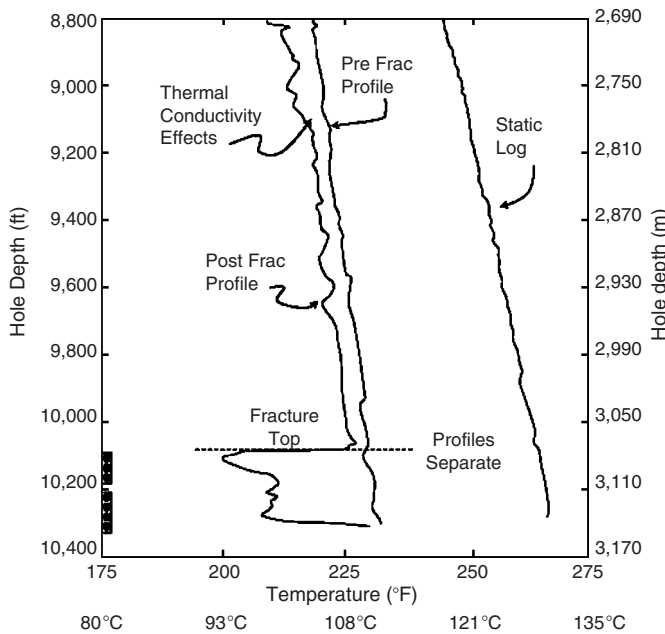 8,800
9,000
9,200
9,400
9,600
9,800
10,000
10,200
10,400
Hole Depth (ft)
2,690
2,750
2,810
2,870
2,930
2,990
3,050
3,110
3,170
Hole depth (m)
Pre Frac
Profile
Thermal
Conductivity
Effects
Static
Log
Post Frac
Profile
Fracture
Top
Profiles
Separate
175
200
225
250
275
Temperature (°F)
80°C
93°C
108°C
121°C
135°C